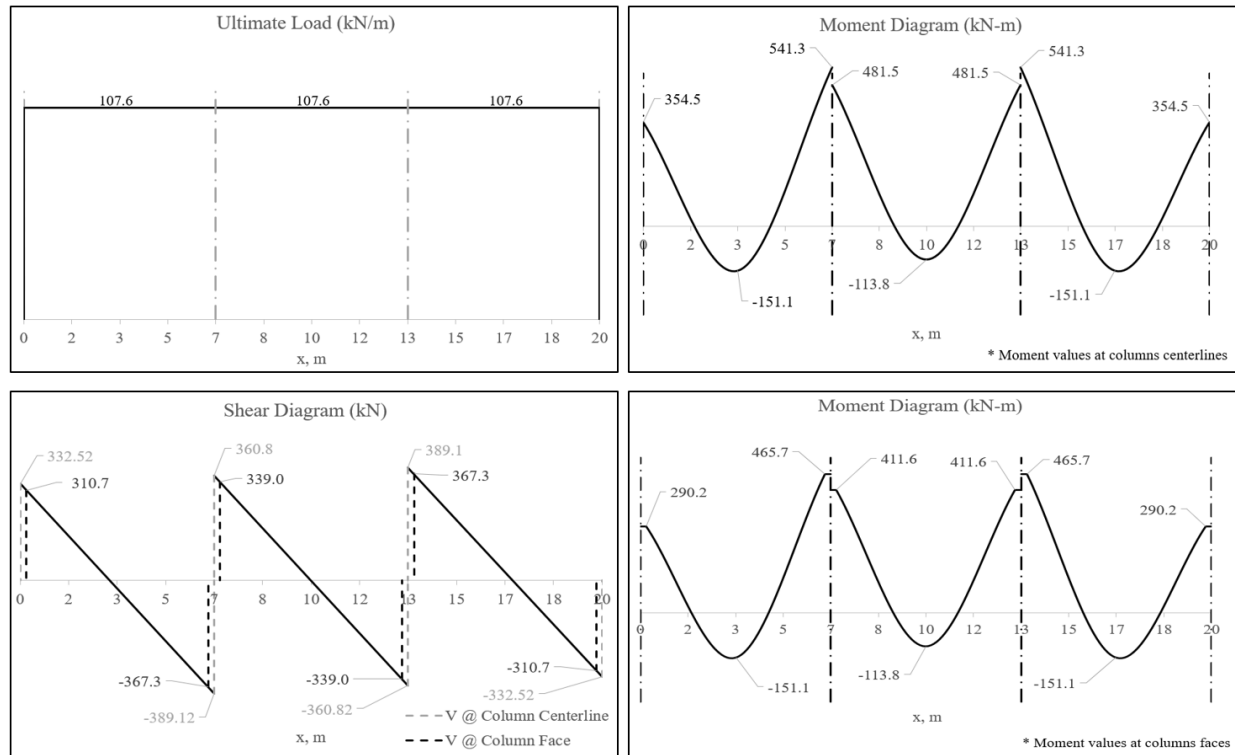 Ultimate Load (kN/m)
107.6 107.6 107.6
0 2 3 5 7 8 10 12 13 15 17 18 20
x, m
Moment Diagram (kN-m)
541.3 541.3
481.5 481.5
354.5 354.5
0 2 3 5 7 8 10 12 13 15 17 18 20
-113.8
-151.1 -151.1
x, m
* Moment values at columns centerlines
Shear Diagram (kN)
389.1
360.8
332.52
367.3
339.0
310.7
0 2 3 5 7 8 10 12 13 15 17 18 20
-310.7
-339.0
-367.3
-332.52
-360.82
-389.12
V @ Column Centerline
V @ Column Face
x, m
Moment Diagram (kN-m)
465.7 465.7
411.6 411.6
290.2 290.2
0 2 3 5 7 8 10 12 13 15 17 18 20
-113.8
-151.1 -151.1
x, m
* Moment values at columns faces